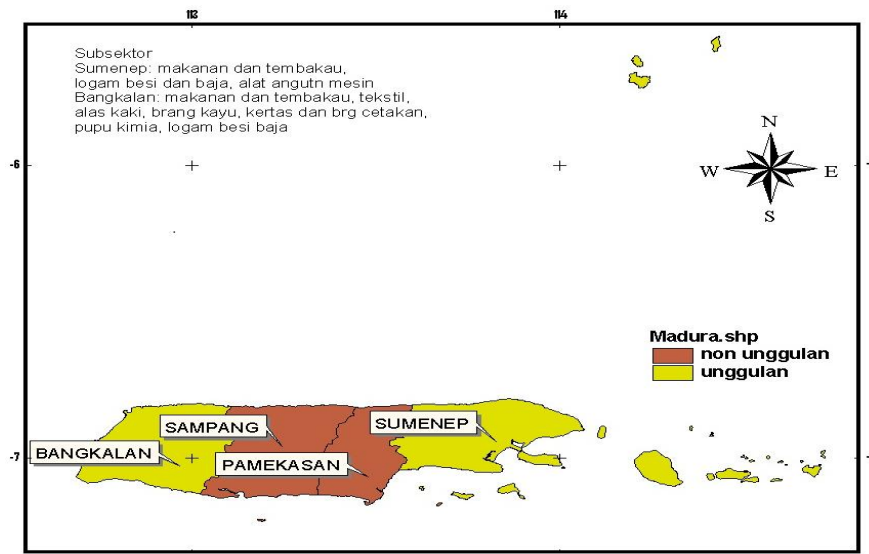 113
114
Subsektor
Sumenep: makanan dan tembakau,
logam besi dan baja, alat angutn mesin
Bangkalan: makanan dan tembakau, tekstil,
alas kaki, brang kayu, kertas dan brg cetakan,
pupu kimia, logam besi baja
-6
N
W
E
S
Madura.shp
non unggulan
unggulan
SAMPANG
SUMENEP
BANGKALAN
PAMEKASAN
-7